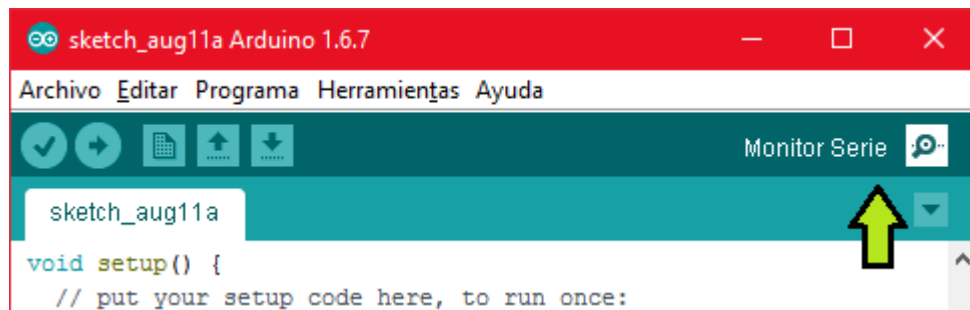 sketch_aug11a Arduino 1.6.7
Archivo Editar Programa Herramientas Ayuda
Monitor Serie
sketch_aug11a
void setup() {
// put your setup code here, to run once: